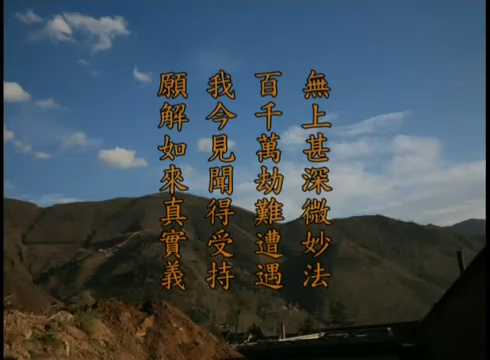 無上甚深微妙法
百千萬劫難遭遇
我今見聞得受持
願解如來真實義